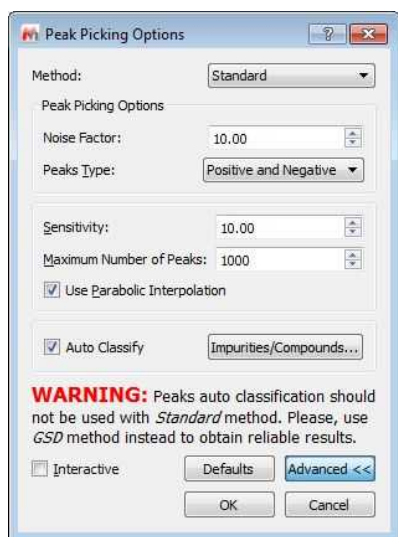 Peak Picking Options
Method: Standard
Peak Picking Options
Noise Factor: 10.00
Peaks Type: Positive and Negative
Sensitivity: 10.00
Maximum Number of Peaks: 1000
Use Parabolic Interpolation
Auto Classify Impurities/Compounds...
WARNING: Peaks auto classification should
not be used with Standard method. Please, use
GSD method instead to obtain reliable results.
Interactive Defaults Advanced <<
OK Cancel